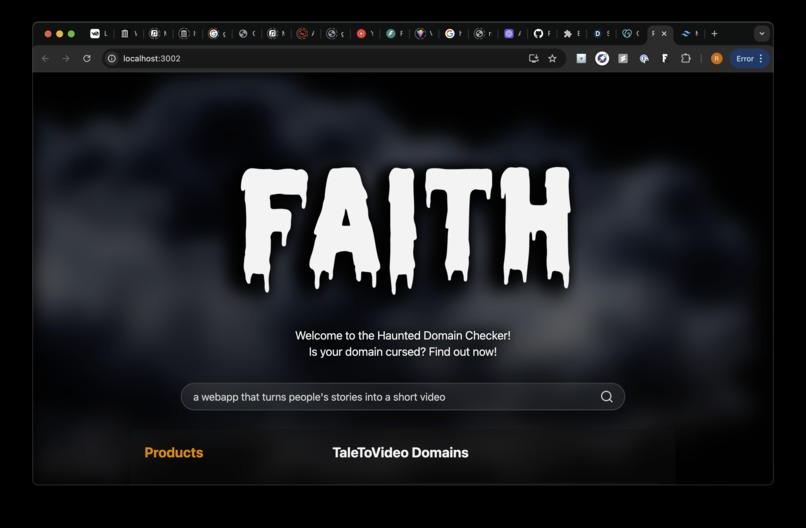 localhost:3002
Error
FAITH
Welcome to the Haunted Domain Checker!
Is your domain cursed? Find out now!
a webapp that turns people's stories into a short video
Products
TaleToVideo Domains